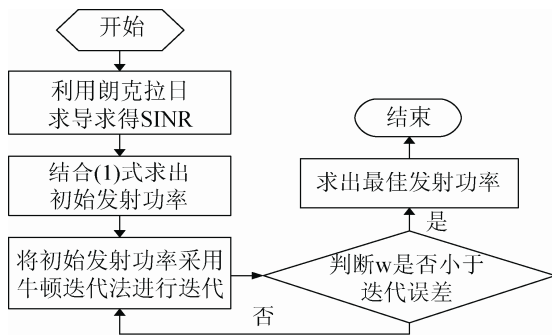 开始
利用朗克拉日
求导求得SINR
结合(1)式求出
初始发射功率
将初始发射功率采用
牛顿迭代法进行迭代
判断w是否小于
迭代误差
否
是
求出最佳发射功率
结束